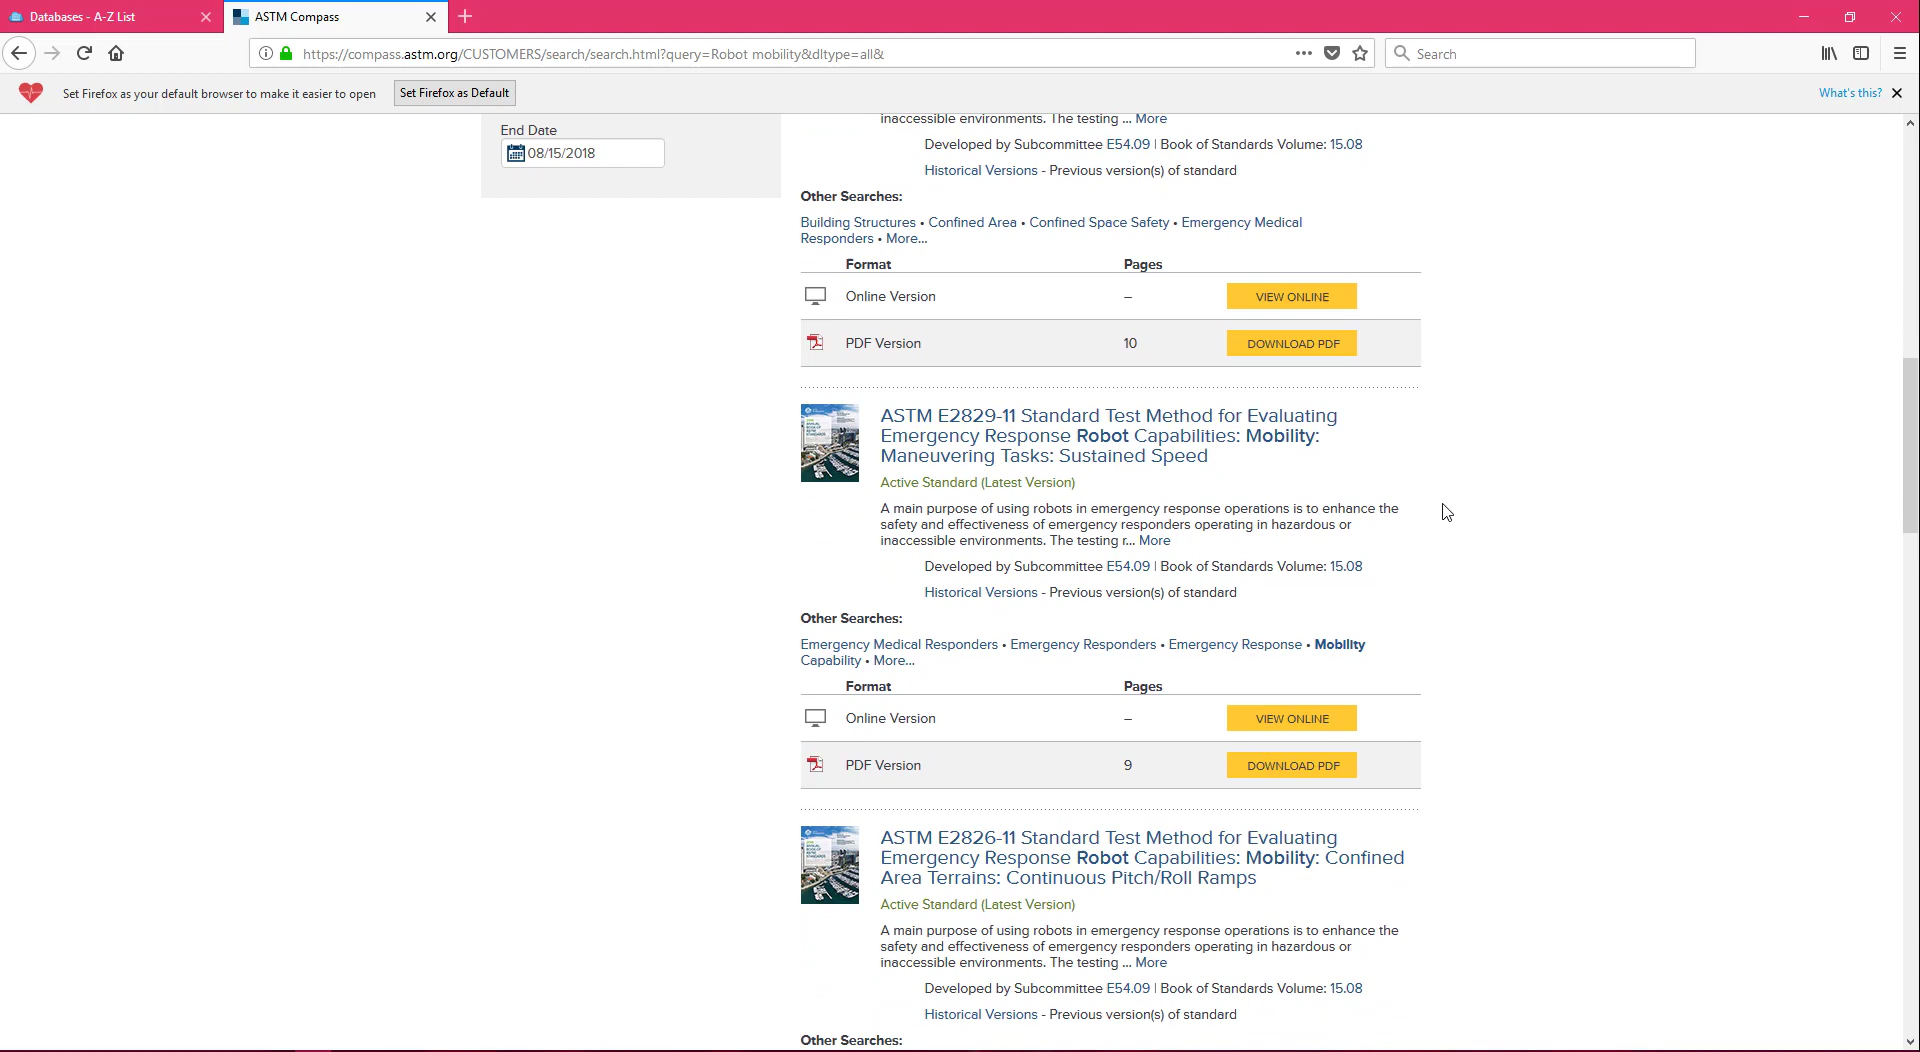 Databases - A-Z List
ASTM Compass
https://compass.astm.org/CUSTOMERS/search/search.html?query=Robot mobility&dltype=all&
Search
Set Firefox as your default browser to make it easier to open
Set Firefox as Default
What's this?
End Date
08/15/2018
inaccessible environments. The testing ... More
Developed by Subcommittee E54.09 | Book of Standards Volume: 15.08
Historical Versions - Previous version(s) of standard
Other Searches:
Building Structures • Confined Area • Confined Space Safety • Emergency Medical
Responders • More...
Format Pages
Online Version – VIEW ONLINE
PDF Version 10 DOWNLOAD PDF
ASTM E2829-11 Standard Test Method for Evaluating
Emergency Response Robot Capabilities: Mobility:
Maneuvering Tasks: Sustained Speed
Active Standard (Latest Version)
A main purpose of using robots in emergency response operations is to enhance the
safety and effectiveness of emergency responders operating in hazardous or
inaccessible environments. The testing r... More
Developed by Subcommittee E54.09 | Book of Standards Volume: 15.08
Historical Versions - Previous version(s) of standard
Other Searches:
Emergency Medical Responders • Emergency Responders • Emergency Response • Mobility
Capability • More...
Format Pages
Online Version – VIEW ONLINE
PDF Version 9 DOWNLOAD PDF
ASTM E2826-11 Standard Test Method for Evaluating
Emergency Response Robot Capabilities: Mobility: Confined
Area Terrains: Continuous Pitch/Roll Ramps
Active Standard (Latest Version)
A main purpose of using robots in emergency response operations is to enhance the
safety and effectiveness of emergency responders operating in hazardous or
inaccessible environments. The testing ... More
Developed by Subcommittee E54.09 | Book of Standards Volume: 15.08
Historical Versions - Previous version(s) of standard
Other Searches: